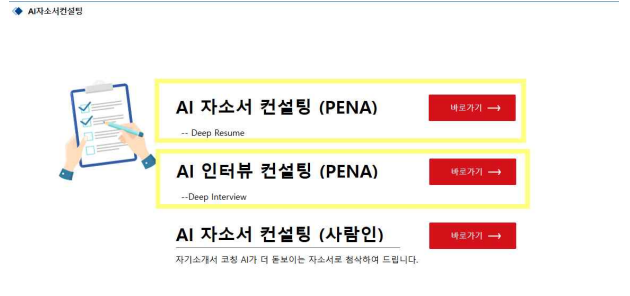 AI자소서컨설팅
AI 자소서 컨설팅 (PENA)
바로가기 →
-- Deep Resume
AI 인터뷰 컨설팅 (PENA)
바로가기 →
--Deep Interview
AI 자소서 컨설팅 (사람인)
바로가기 →
자기소개서 코칭 AI가 더 돋보이는 자소서로 첨삭하여 드립니다.